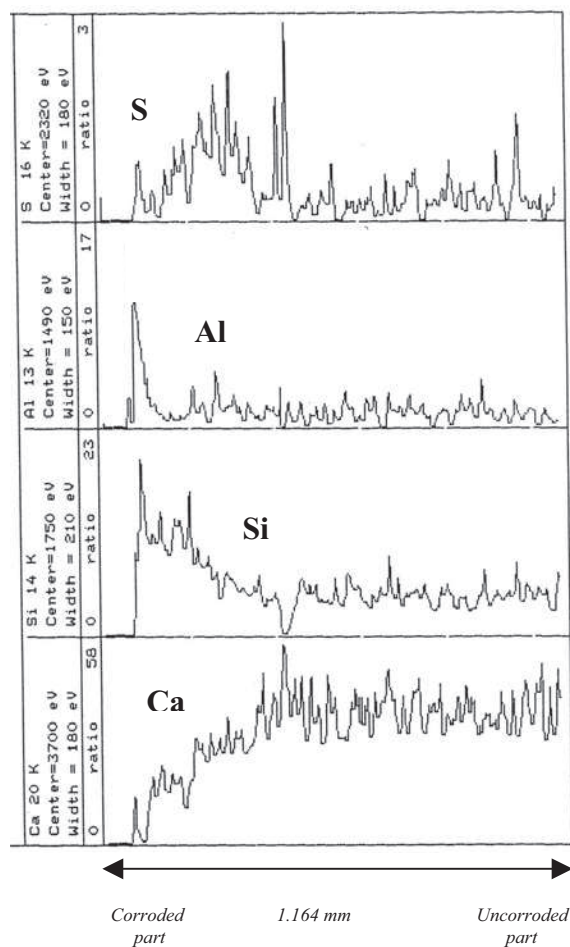 S 16 K
Center=2320 eV
Width = 180 eV
0 ratio 3
S
Al 13 K
Center=1490 eV
Width = 150 eV
0 ratio 17
Al
Si 14 K
Center=1750 eV
Width = 210 eV
0 ratio 23
Si
Ca 20 K
Center=3700 eV
Width = 180 eV
0 ratio 58
Ca
Corroded 1.164 mm Uncorroded
part part